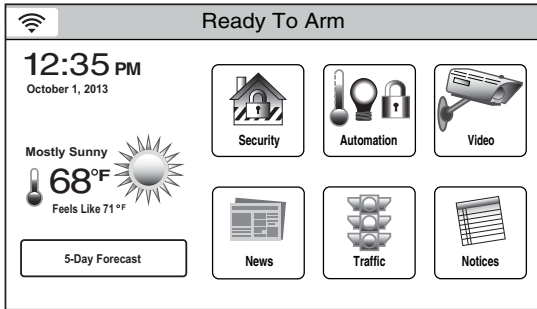 Ready To Arm
12:35 PM
October 1, 2013
Mostly Sunny
68°F
Feels Like 71°F
5-Day Forecast
Security
Automation
Video
News
Traffic
Notices